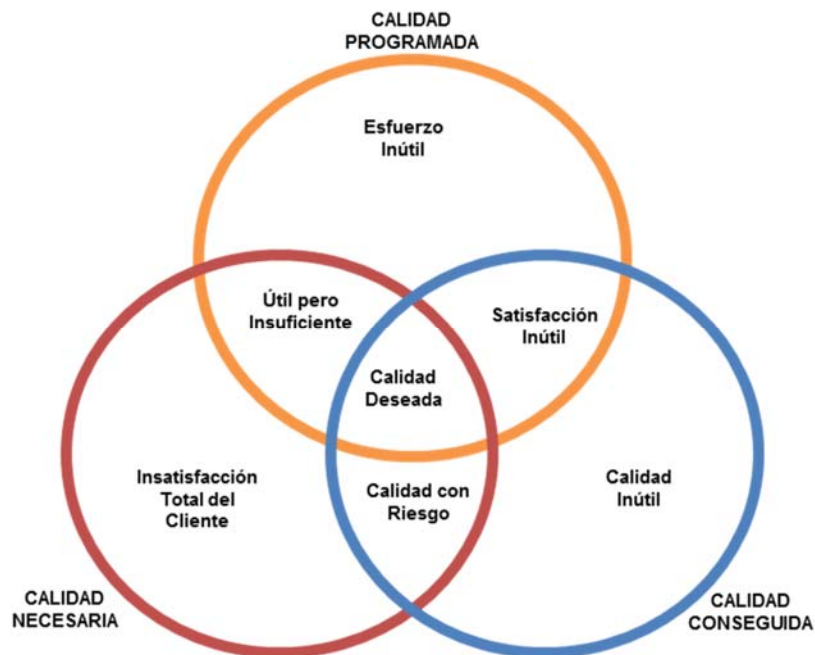 CALIDAD
PROGRAMADA
Esfuerzo
Inútil
Útil pero
Insuficiente
Satisfacción
Inútil
Calidad
Deseada
Insatisfacción
Total del
Cliente
Calidad con
Riesgo
Calidad
Inútil
CALIDAD
NECESARIA
CALIDAD
CONSEGUIDA